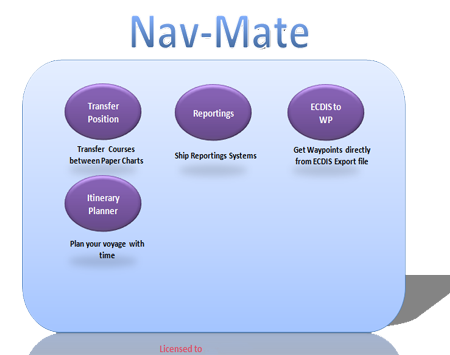 Nav-Mate
Transfer
Position
Reportings
ECDIS to
WP
Transfer Courses
between Paper Charts
Ship Reportings Systems
Get Waypoints directly
from ECDIS Export file
Itinerary
Planner
Plan your voyage with
time
Licensed to